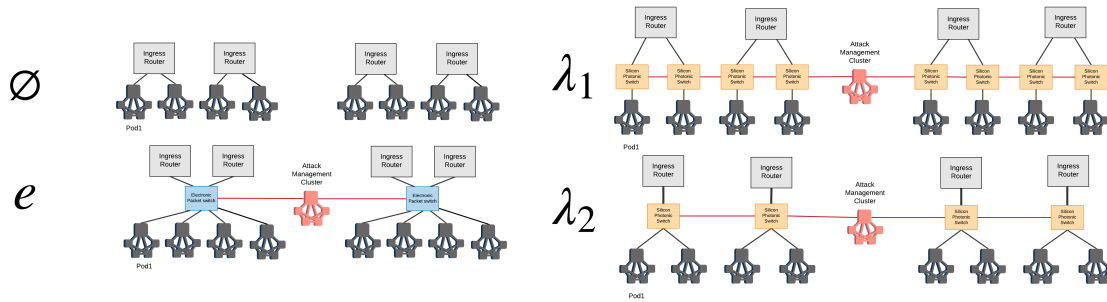 ∅
Ingress
Router
Ingress
Router
Ingress
Router
Ingress
Router
Pod1
e
Ingress
Router
Ingress
Router
Ingress
Router
Ingress
Router
Attack
Management
Cluster
Electronic
Packet switch
Electronic
Packet switch
Pod1
λ1
Ingress
Router
Ingress
Router
Ingress
Router
Ingress
Router
Attack
Management
Cluster
Silicon
Photonic
Switch
Silicon
Photonic
Switch
Silicon
Photonic
Switch
Silicon
Photonic
Switch
Silicon
Photonic
Switch
Silicon
Photonic
Switch
Silicon
Photonic
Switch
Silicon
Photonic
Switch
Pod1
λ2
Ingress
Router
Ingress
Router
Ingress
Router
Ingress
Router
Attack
Management
Cluster
Silicon
Photonic
Switch
Silicon
Photonic
Switch
Silicon
Photonic
Switch
Silicon
Photonic
Switch
Pod1